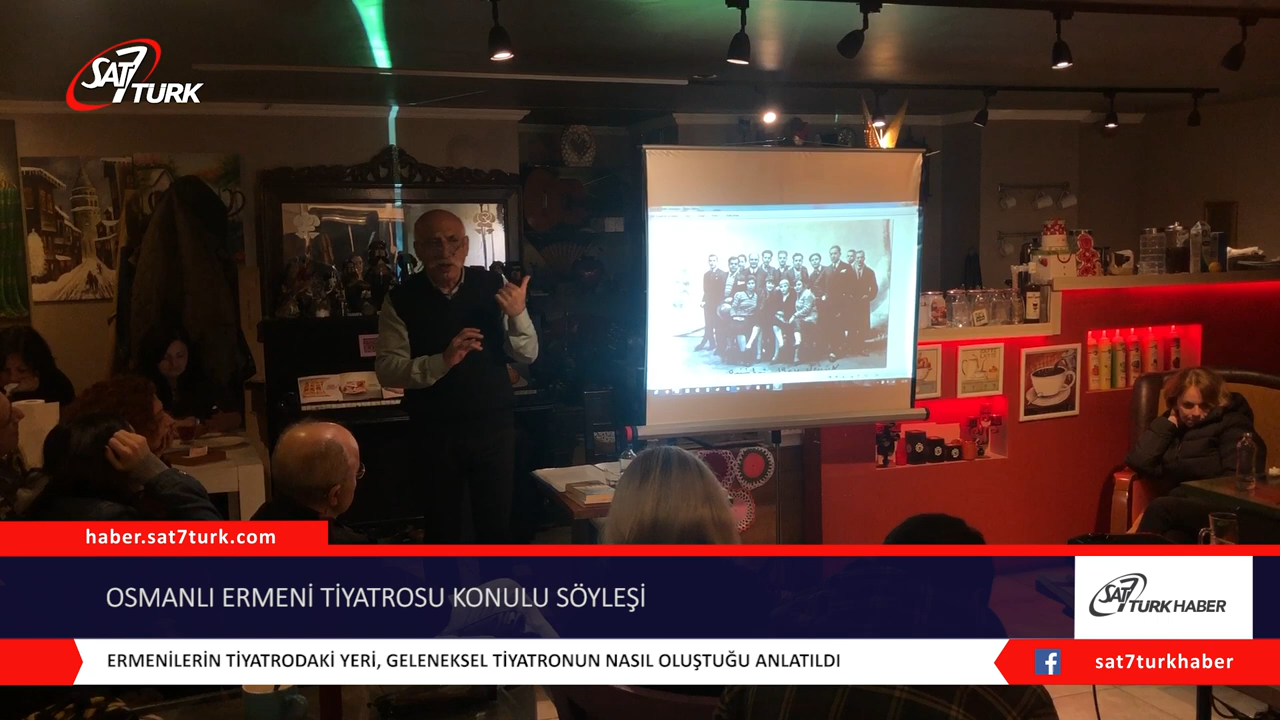 SAT7 TURK
haber.sat7turk.com
OSMANLI ERMENİ TİYATROSU KONULU SÖYLEŞİ
SAT7 TURK HABER
ERMENİLERİN TİYATRODAKİ YERİ, GELENEKSEL TİYATRONUN NASIL OLUŞTUĞU ANLATILDI
sat7turkhaber